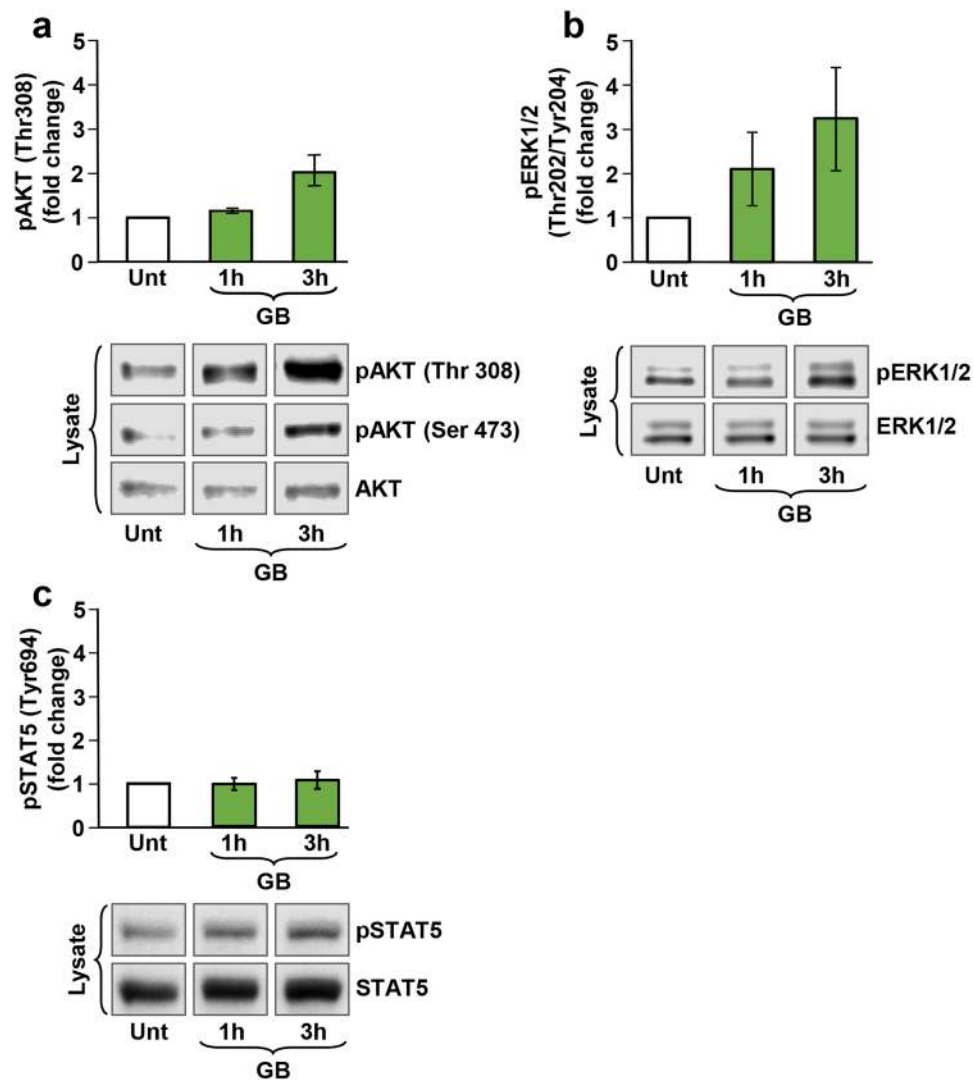 a
pAKT (Thr308)
(fold change)
5
4
3
2
1
0
Unt 1h 3h
GB
Lysate
pAKT (Thr 308)
pAKT (Ser 473)
AKT
Unt 1h 3h
GB
b
pERK1/2
(Thr202/Tyr204)
(fold change)
5
4
3
2
1
0
Unt 1h 3h
GB
Lysate
pERK1/2
ERK1/2
Unt 1h 3h
GB
c
pSTAT5 (Tyr694)
(fold change)
5
4
3
2
1
0
Unt 1h 3h
GB
Lysate
pSTAT5
STAT5
Unt 1h 3h
GB